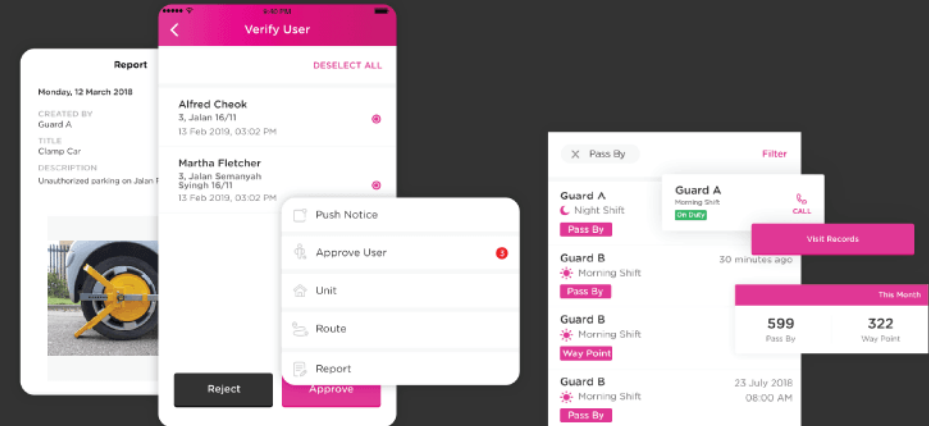 Report
Monday, 12 March 2018
CREATED BY
Guard A
TITLE
Clamp Car
DESCRIPTION
Unauthorized parking on Jalan
Verify User
DESELECT ALL
Alfred Cheok
3, Jalan 16/11
13 Feb 2019, 03:02 PM
Martha Fletcher
3, Jalan Semanyah
Syingh 16/11
13 Feb 2019, 03:02 PM
Push Notice
Approve User
3
Unit
Route
Report
Reject
Approve
Pass By
Filter
Guard A
Night Shift
Pass By
Guard A
Morning Shift
On Duty
CALL
Visit Records
Guard B
30 minutes ago
Morning Shift
Pass By
This Month
599
322
Pass By
Way Point
Guard B
Morning Shift
Way Point
Guard B
23 July 2018
Morning Shift
08:00 AM
Pass By